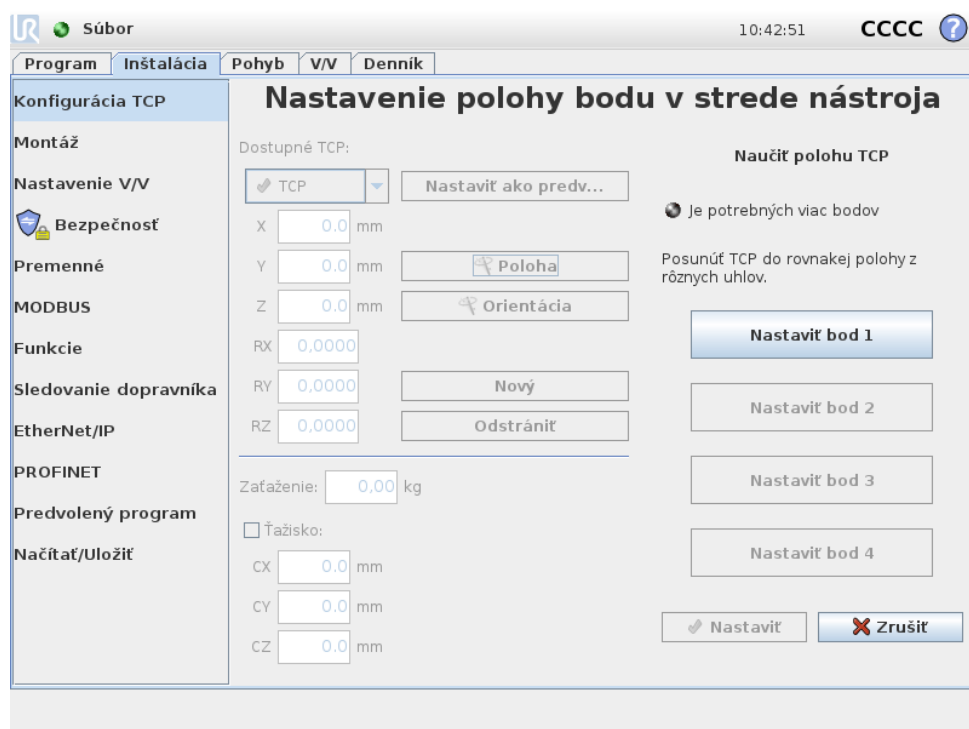 UR Súbor 10:42:51 CCCC ?
Program Inštalácia Pohyb V/V Denník
Konfigurácia TCP
Montáž
Nastavenie V/V
Bezpečnosť
Premenné
MODBUS
Funkcie
Sledovanie dopravníka
EtherNet/IP
PROFINET
Predvolený program
Načítať/Uložiť
Nastavenie polohy bodu v strede nástroja
Dostupné TCP:
TCP Nastaviť ako predv...
X 0.0 mm
Y 0.0 mm Poloha
Z 0.0 mm Orientácia
RX 0,0000
RY 0,0000 Nový
RZ 0,0000 Odstrániť
Zaťaženie: 0,00 kg
Ťažisko:
CX 0.0 mm
CY 0.0 mm
CZ 0.0 mm
Naučiť polohu TCP
Je potrebných viac bodov
Posunúť TCP do rovnakej polohy z
rôznych uhlov.
Nastaviť bod 1
Nastaviť bod 2
Nastaviť bod 3
Nastaviť bod 4
Nastaviť Zrušiť